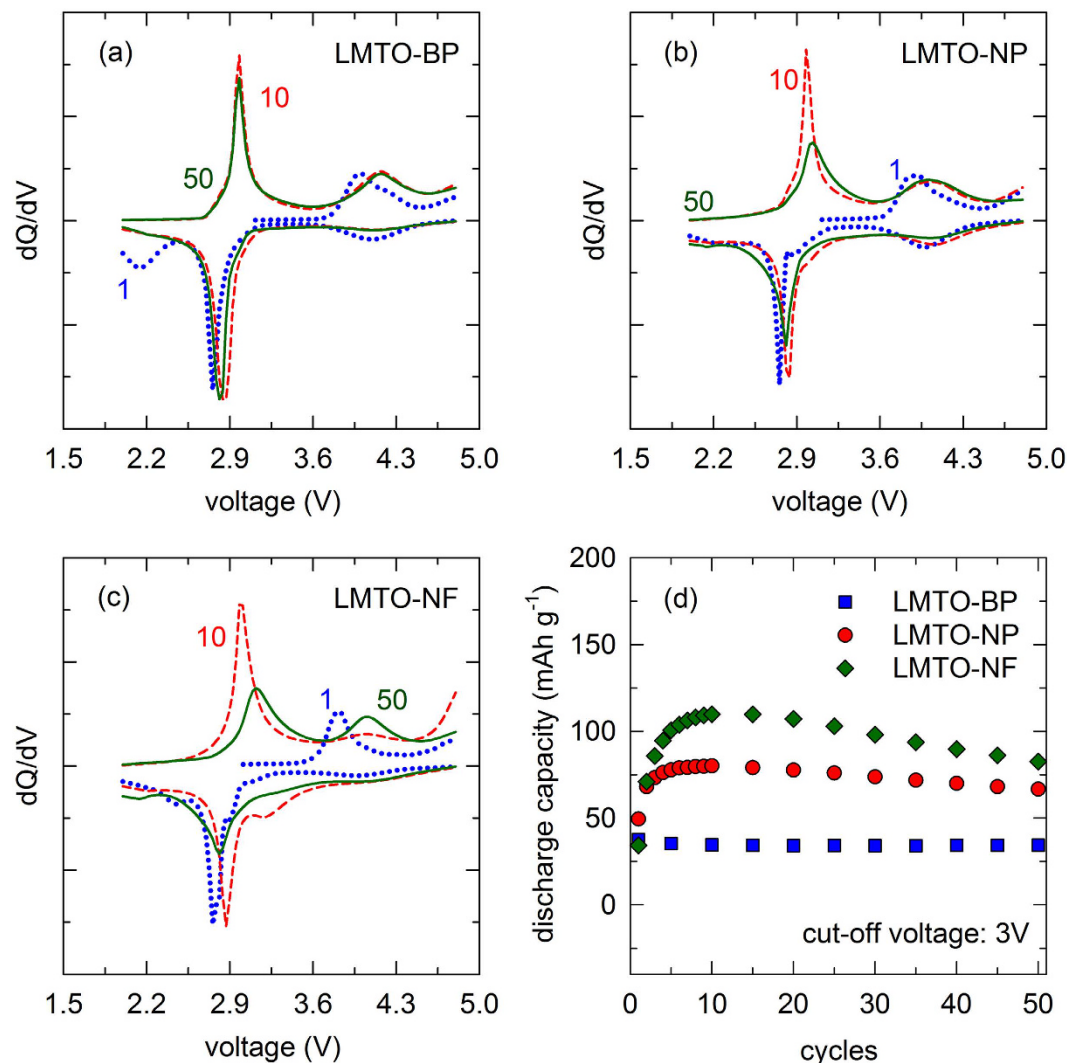 (a) LMTO-BP
10
50
1
1
dQ/dV
1.5 2.2 2.9 3.6 4.3 5.0
voltage (V)
(b) LMTO-NP
10
1
50
dQ/dV
1.5 2.2 2.9 3.6 4.3 5.0
voltage (V)
(c) LMTO-NF
10
1
50
dQ/dV
1.5 2.2 2.9 3.6 4.3 5.0
voltage (V)
(d)
LMTO-BP
LMTO-NP
LMTO-NF
discharge capacity (mAh g⁻¹)
200
150
100
50
0
cut-off voltage: 3V
0 10 20 30 40 50
cycles